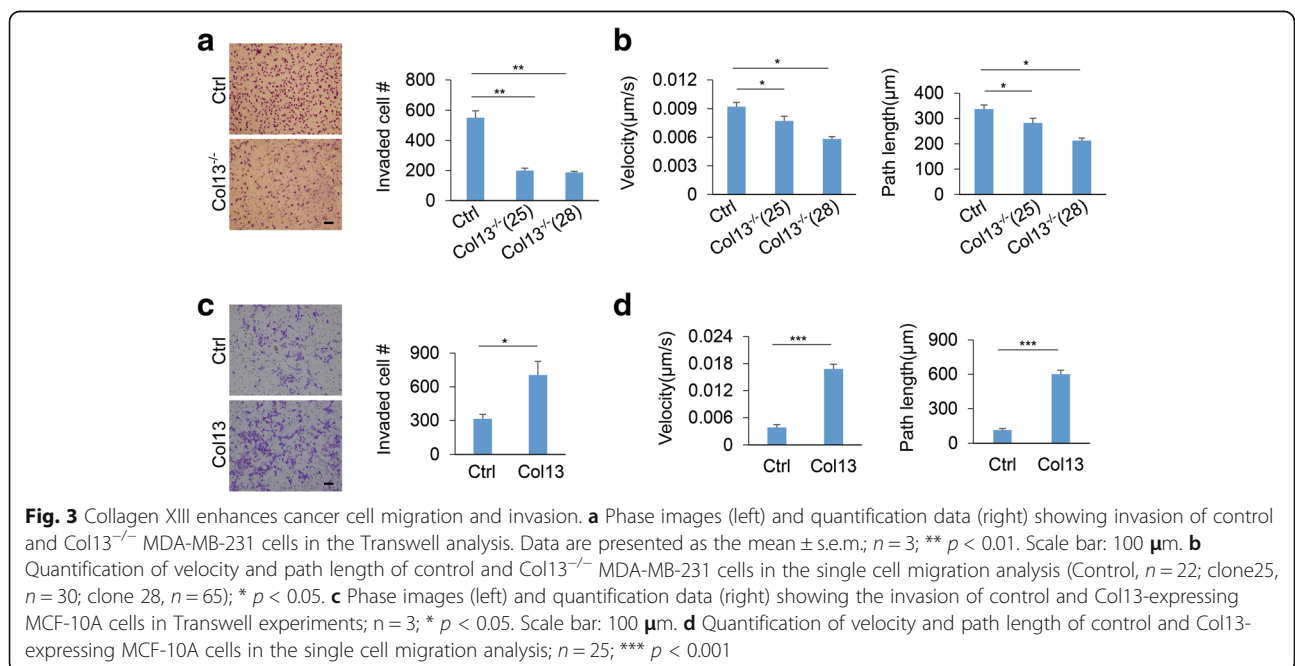 a
Ctrl
Col13-/-
Invaded cell #
800
600
400
200
0
**
**
Ctrl
Col13-/-(25)
Col13-/-(28)
b
Velocity(µm/s)
0.012
0.009
0.006
0.003
0
*
*
Ctrl
Col13-/-(25)
Col13-/-(28)
Path length(µm)
400
300
200
100
0
*
*
Ctrl
Col13-/-(25)
Col13-/-(28)
c
Ctrl
Col13
Invaded cell #
900
600
300
0
*
Ctrl Col13
d
Velocity(µm/s)
0.024
0.018
0.012
0.006
0
***
Ctrl Col13
Path length(µm)
900
600
300
0
***
Ctrl Col13
Fig. 3 Collagen XIII enhances cancer cell migration and invasion. a Phase images (left) and quantification data (right) showing invasion of control
and Col13−/− MDA-MB-231 cells in the Transwell analysis. Data are presented as the mean ± s.e.m.; n = 3; ** p < 0.01. Scale bar: 100 µm. b
Quantification of velocity and path length of control and Col13−/− MDA-MB-231 cells in the single cell migration analysis (Control, n = 22; clone25,
n = 30; clone 28, n = 65); * p < 0.05. c Phase images (left) and quantification data (right) showing the invasion of control and Col13-expressing
MCF-10A cells in Transwell experiments; n = 3; * p < 0.05. Scale bar: 100 µm. d Quantification of velocity and path length of control and Col13-
expressing MCF-10A cells in the single cell migration analysis; n = 25; *** p < 0.001